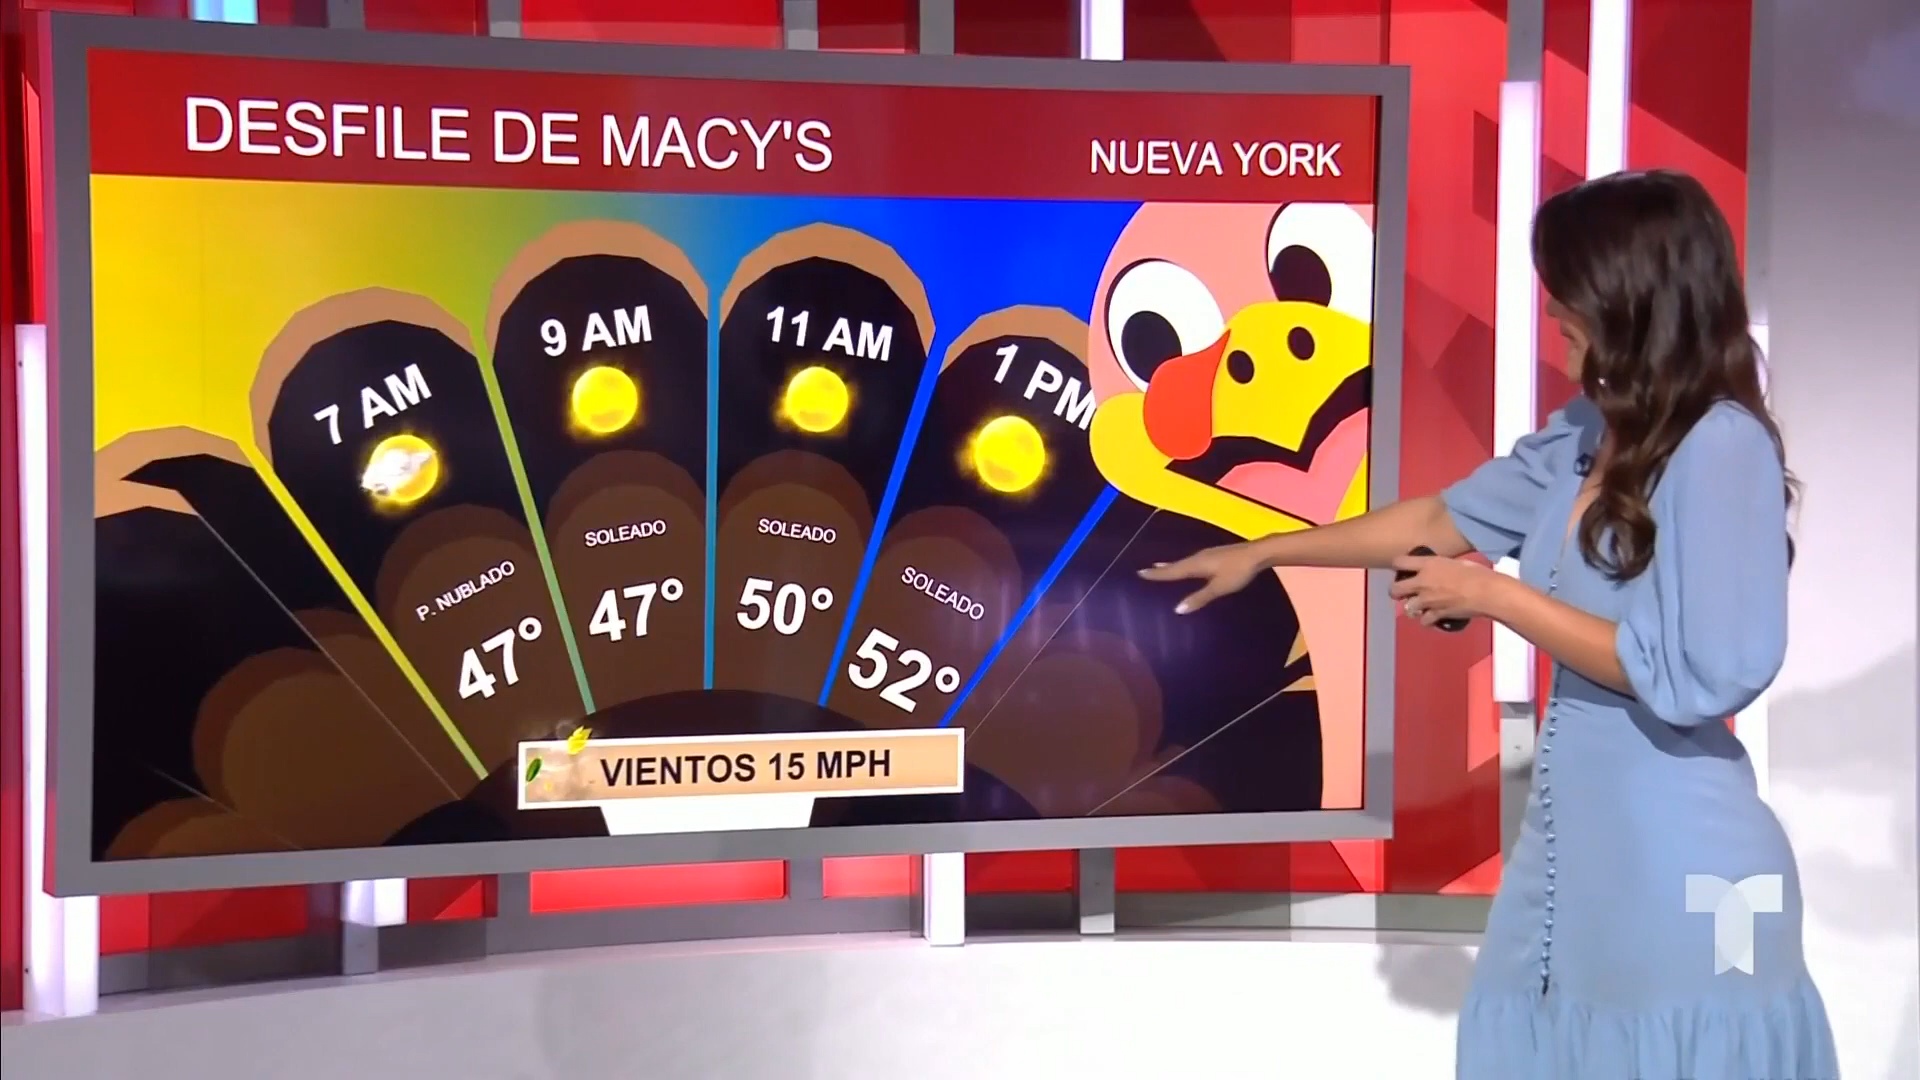 DESFILE DE MACY'S
NUEVA YORK
7 AM
P. NUBLADO
47°
9 AM
SOLEADO
47°
11 AM
SOLEADO
50°
1 PM
SOLEADO
52°
VIENTOS 15 MPH
T